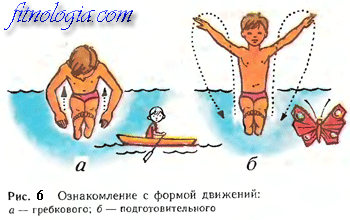 fitnologia.com
а
б
Рис. 6 Ознакомление с формой движений:
а — гребкового; б — подготовительного